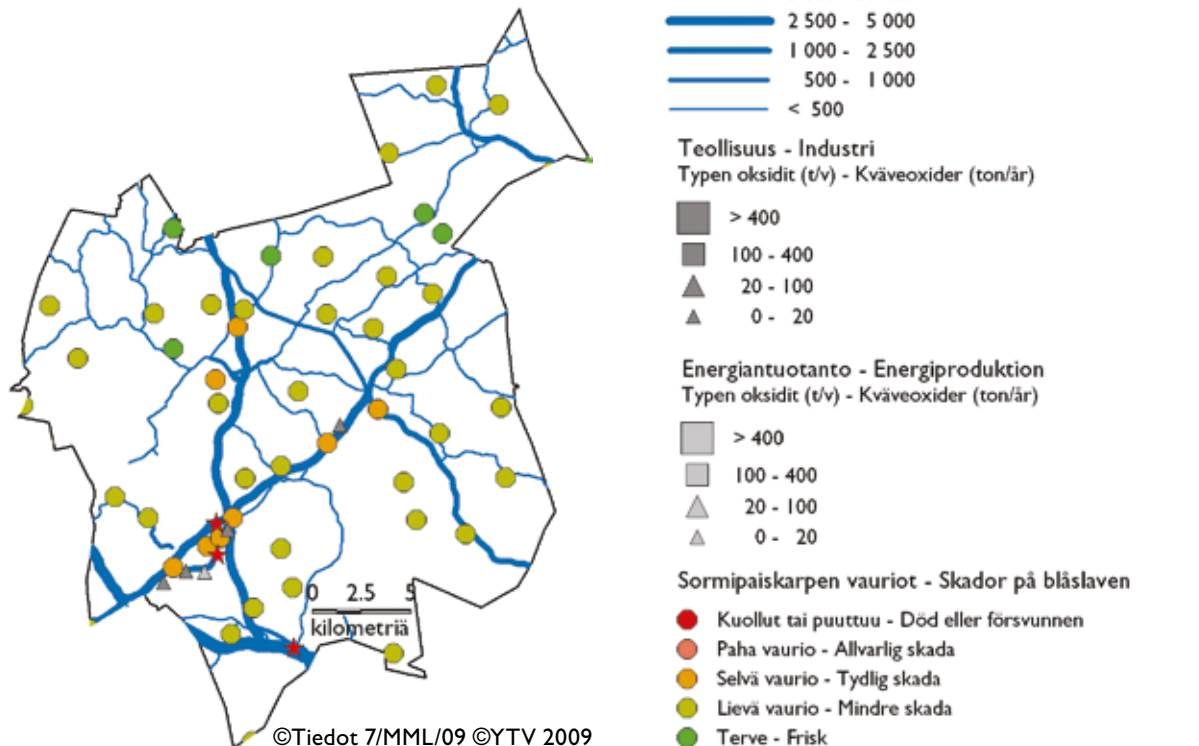 2 500 - 5 000
1 000 - 2 500
500 - 1 000
< 500
Teollisuus - Industri
Typen oksidit (t/v) - Kväveoxider (ton/år)
> 400
100 - 400
20 - 100
0 - 20
Energiantuotanto - Energiproduktion
Typen oksidit (t/v) - Kväveoxider (ton/år)
> 400
100 - 400
20 - 100
0 - 20
Sormipaiskarpen vauriot - Skador på blåslaven
Kuollut tai puuttuu - Död eller försvunnen
Paha vaurio - Allvarlig skada
Selvä vaurio - Tydlig skada
Lievä vaurio - Mindre skada
Terve - Frisk
0 2.5 5
kilometriä
©Tiedot 7/MML/09 ©YTV 2009